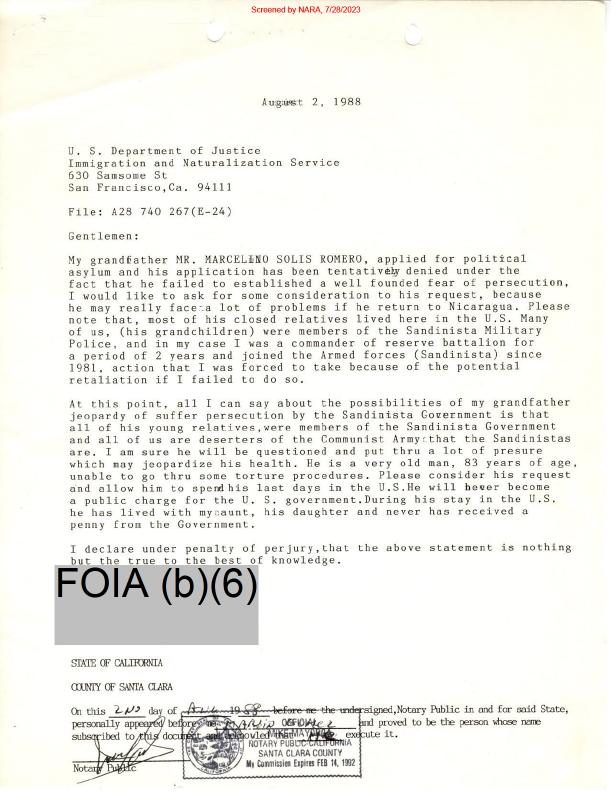 Screened by NARA, 7/28/2023
August 2, 1988
U. S. Department of Justice
Immigration and Naturalization Service
630 Samsome St
San Francisco,Ca. 94111
File: A28 740 267(E-24)
Gentlemen:
My grandfather MR. MARCELINO SOLIS ROMERO, applied for political
asylum and his application has been tentatively denied under the
fact that he failed to established a well founded fear of persecution,
I would like to ask for some consideration to his request, because
he may really face a lot of problems if he return to Nicaragua. Please
note that, most of his closed relatives lived here in the U.S. Many
of us, (his grandchildren) were members of the Sandinista Military
Police, and in my case I was a commander of reserve battalion for
a period of 2 years and joined the Armed forces (Sandinista) since
1981, action that I was forced to take because of the potential
retaliation if I failed to do so.
At this point, all I can say about the possibilities of my grandfather
jeopardy of suffer persecution by the Sandinista Government is that
all of his young relatives,were members of the Sandinista Government
and all of us are deserters of the Communist Army that the Sandinistas
are. I am sure he will be questioned and put thru a lot of presure
which may jeopardize his health. He is a very old man, 83 years of age,
unable to go thru some torture procedures. Please consider his request
and allow him to spend his last days in the U.S.He will never become
a public charge for the U. S. government.During his stay in the U.S.
he has lived with my aunt, his daughter and never has received a
penny from the Government.
I declare under penalty of perjury,that the above statement is nothing
but the true to the best of knowledge.
FOIA (b)(6)
STATE OF CALIFORNIA
COUNTY OF SANTA CLARA
On this 2ND day of Aug. 1988 before me the undersigned,Notary Public in and for said State,
personally appeared before me and proved to be the person whose name
subscribed to this document and acknowled that he execute it.
Notary Public
OFFICIAL
NOTARY PUBLIC-CALIFORNIA
SANTA CLARA COUNTY
My Commission Expires FEB 14, 1992